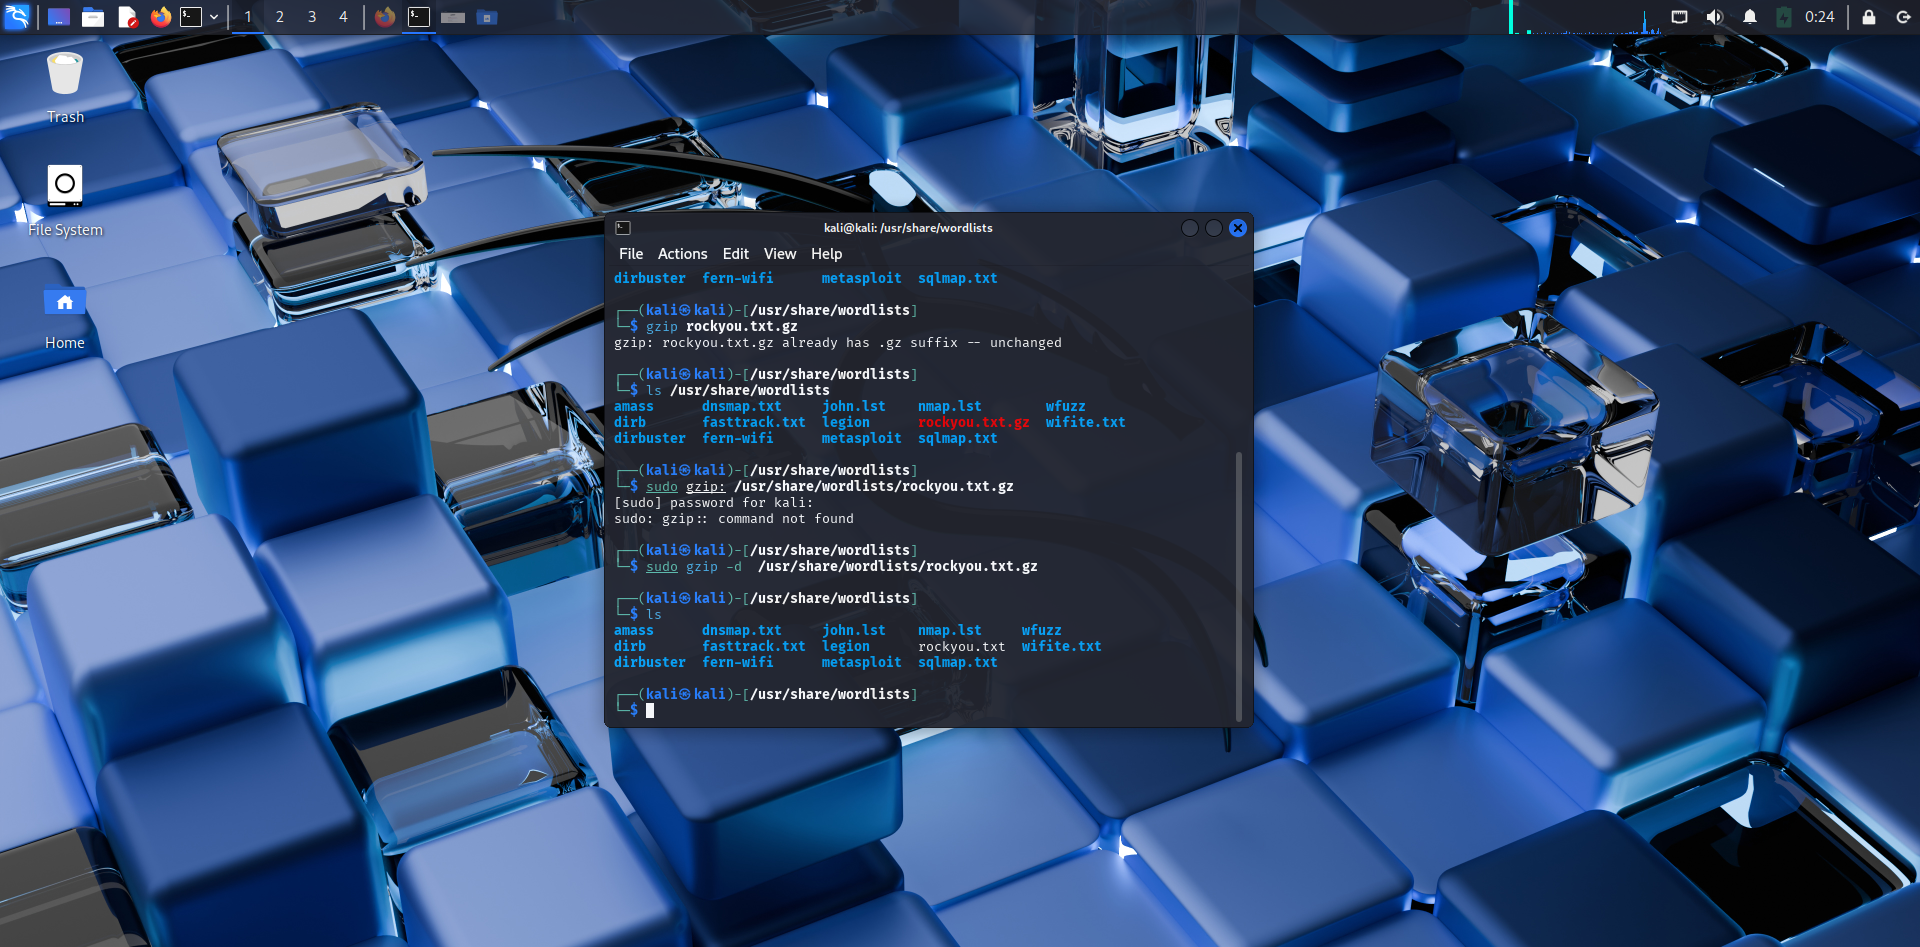 1 2 3 4 0:24
Trash
File System
Home
kali@kali: /usr/share/wordlists
File Actions Edit View Help
dirbuster fern-wifi metasploit sqlmap.txt
┌──(kali㉿kali)-[/usr/share/wordlists]
└─$ gzip rockyou.txt.gz
gzip: rockyou.txt.gz already has .gz suffix -- unchanged
┌──(kali㉿kali)-[/usr/share/wordlists]
└─$ ls /usr/share/wordlists
amass dnsmap.txt john.lst nmap.lst wfuzz
dirb fasttrack.txt legion rockyou.txt.gz wifite.txt
dirbuster fern-wifi metasploit sqlmap.txt
┌──(kali㉿kali)-[/usr/share/wordlists]
└─$ sudo gzip: /usr/share/wordlists/rockyou.txt.gz
[sudo] password for kali:
sudo: gzip:: command not found
┌──(kali㉿kali)-[/usr/share/wordlists]
└─$ sudo gzip -d  /usr/share/wordlists/rockyou.txt.gz
┌──(kali㉿kali)-[/usr/share/wordlists]
└─$ ls
amass dnsmap.txt john.lst nmap.lst wfuzz
dirb fasttrack.txt legion rockyou.txt wifite.txt
dirbuster fern-wifi metasploit sqlmap.txt
┌──(kali㉿kali)-[/usr/share/wordlists]
└─$